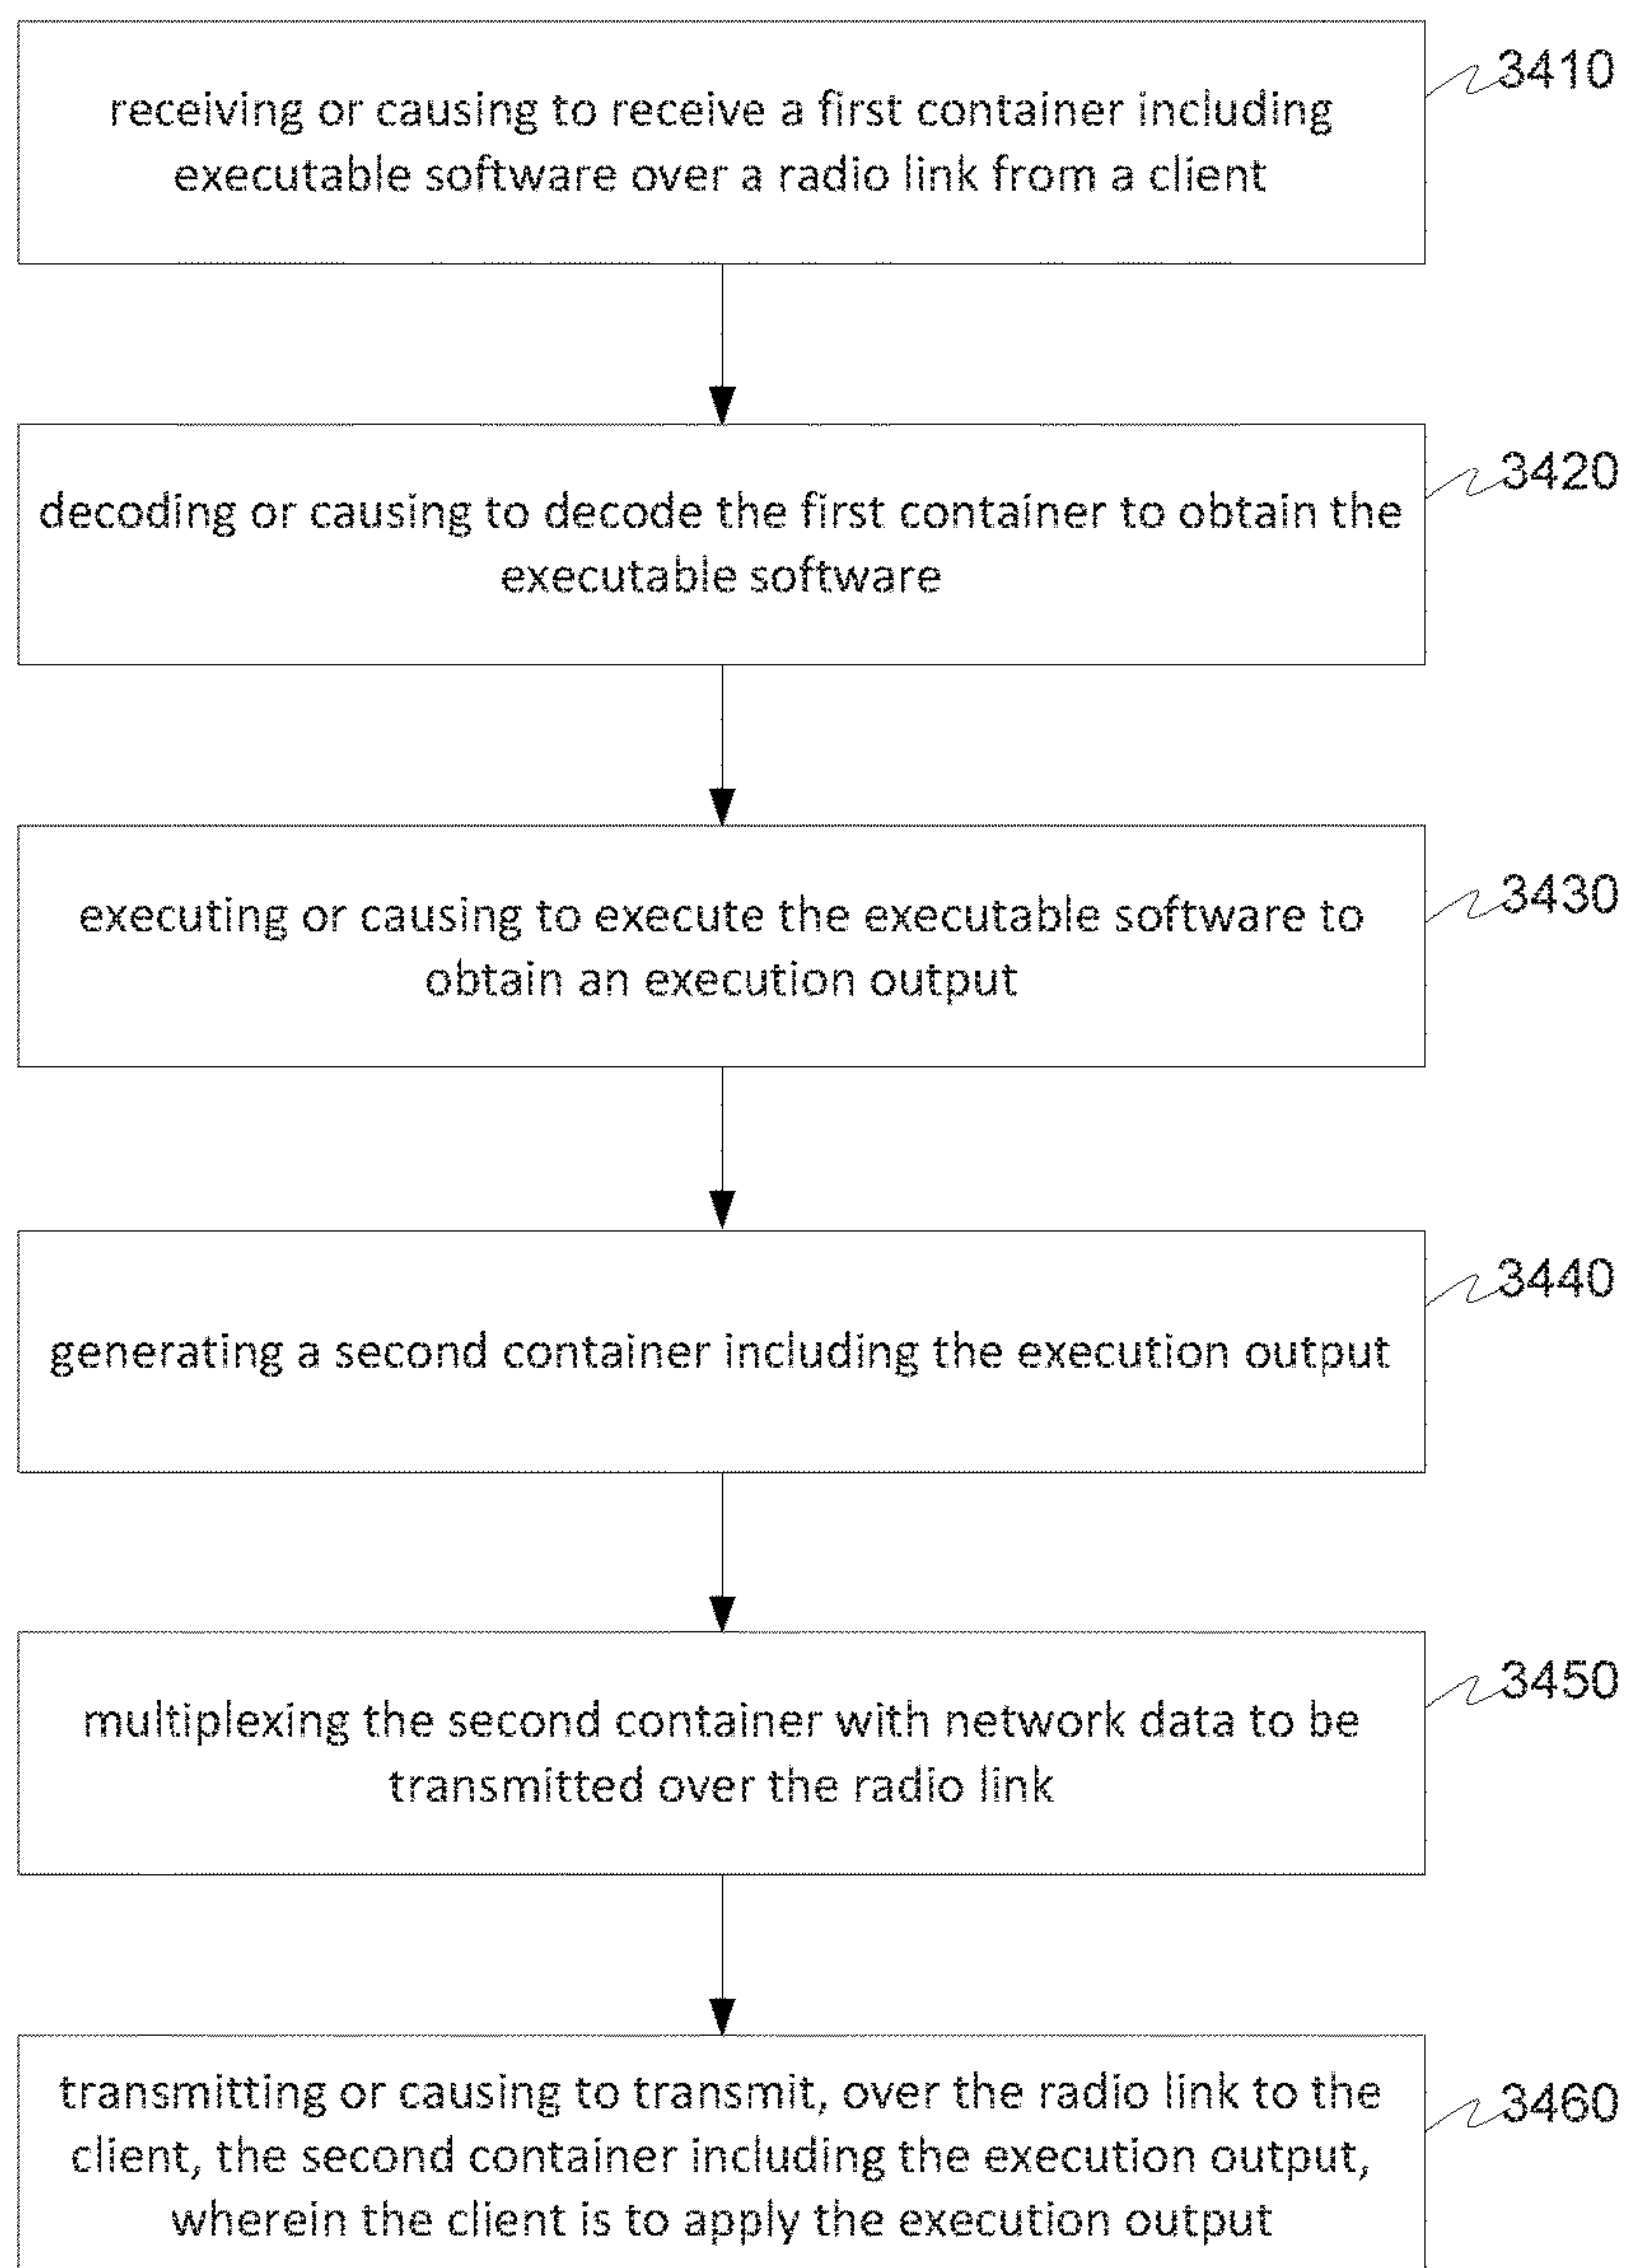 3410
receiving or causing to receive a first container including
executable software over a radio link from a client
3420
decoding or causing to decode the first container to obtain the
executable software
3430
executing or causing to execute the executable software to
obtain an execution output
3440
generating a second container including the execution output
3450
multiplexing the second container with network data to be
transmitted over the radio link
3460
transmitting or causing to transmit, over the radio link to the
client, the second container including the execution output,
wherein the client is to apply the execution output